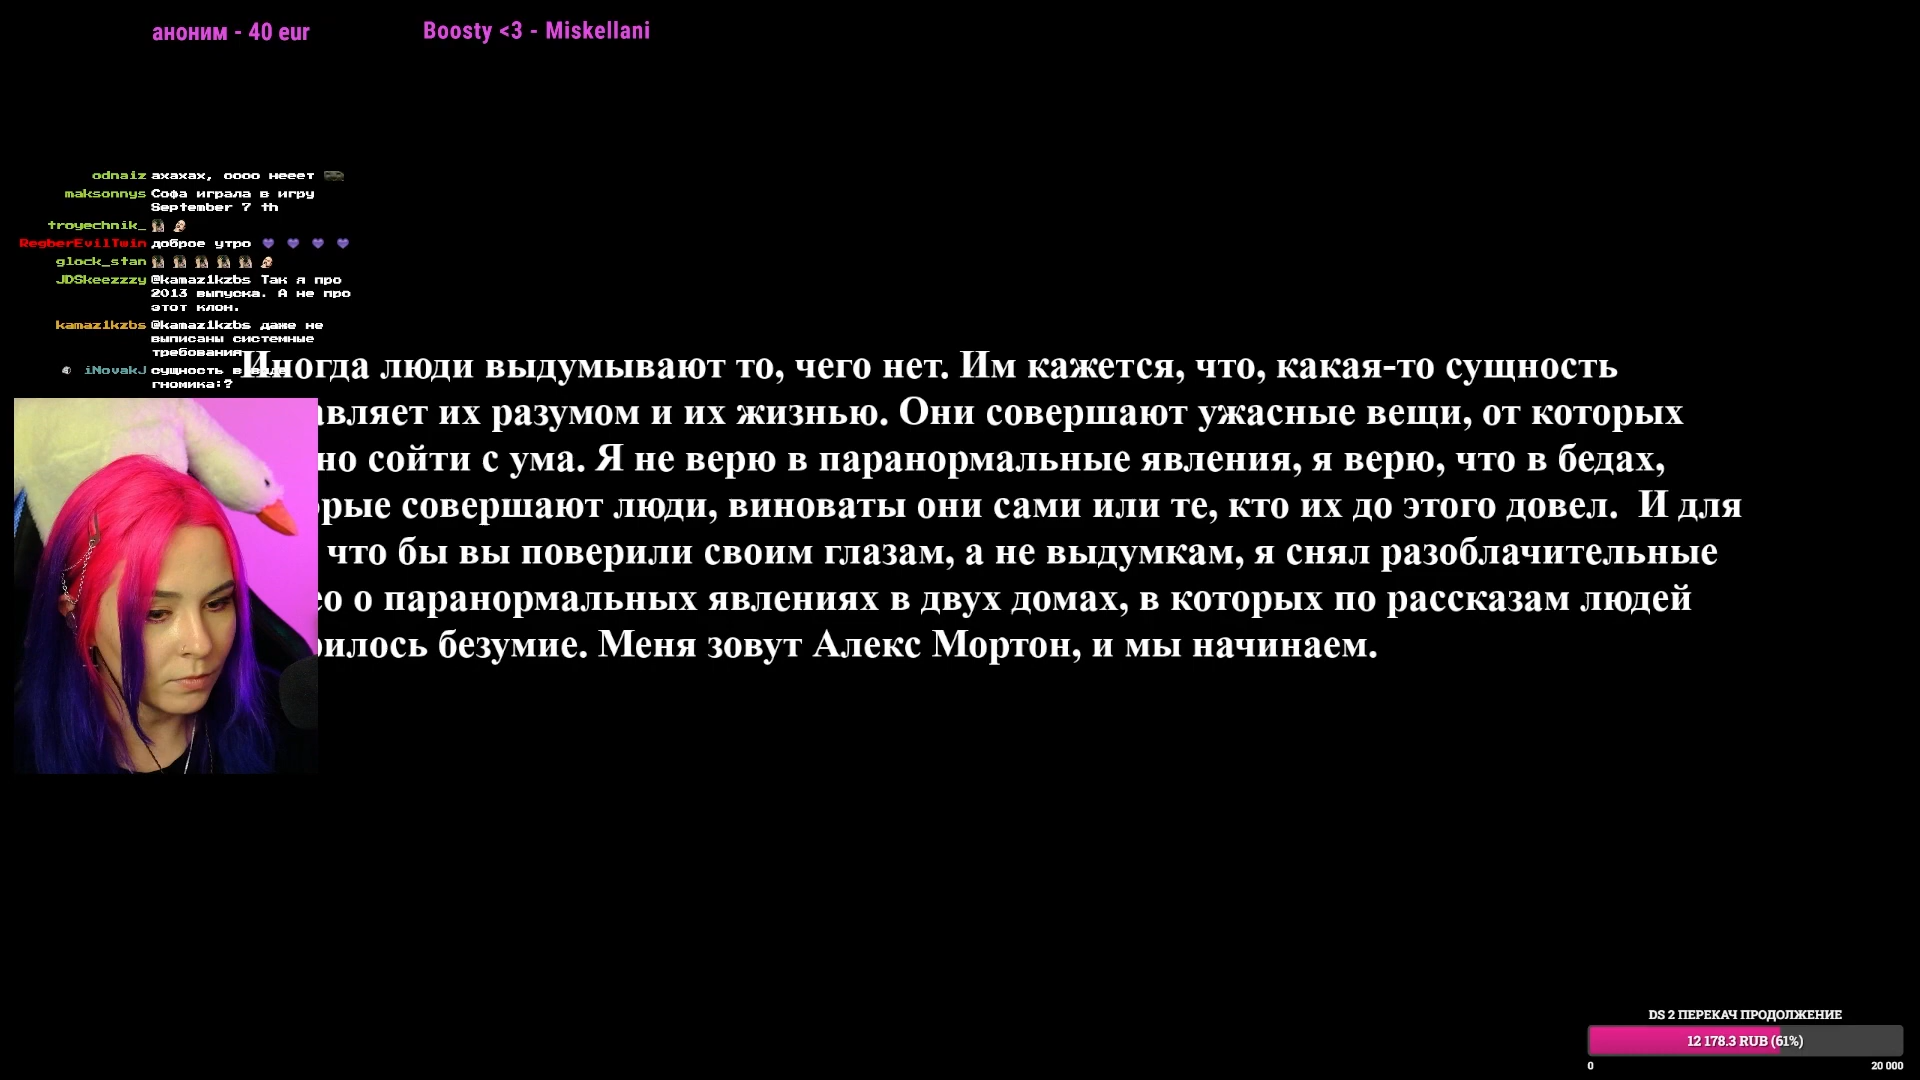 аноним - 40 eur
Boosty <3 - Miskellani
odnaiz ахахах, оооо нееет
maksonnys Софа играла в игру
September 7 th
troyechnik_
RegberEvilTwin доброе утро
glock_stan
JDSkeezzzy @kamazikzbs Так я про
2013 выпуска. А не про
этот клон.
kamazikzbs @kamazikzbs даже не
выписаны системные
требования
iNovakJ сущность в
гномика:?
Иногда люди выдумывают то, чего нет. Им кажется, что, какая-то сущность
авляет их разумом и их жизнью. Они совершают ужасные вещи, от которых
но сойти с ума. Я не верю в паранормальные явления, я верю, что в бедах,
орые совершают люди, виноваты они сами или те, кто их до этого довел. И для
что бы вы поверили своим глазам, а не выдумкам, я снял разоблачительные
ео о паранормальных явлениях в двух домах, в которых по рассказам людей
рилось безумие. Меня зовут Алекс Мортон, и мы начинаем.
DS 2 ПЕРЕКАЧ ПРОДОЛЖЕНИЕ
12 178.3 RUB (61%)
0
20 000